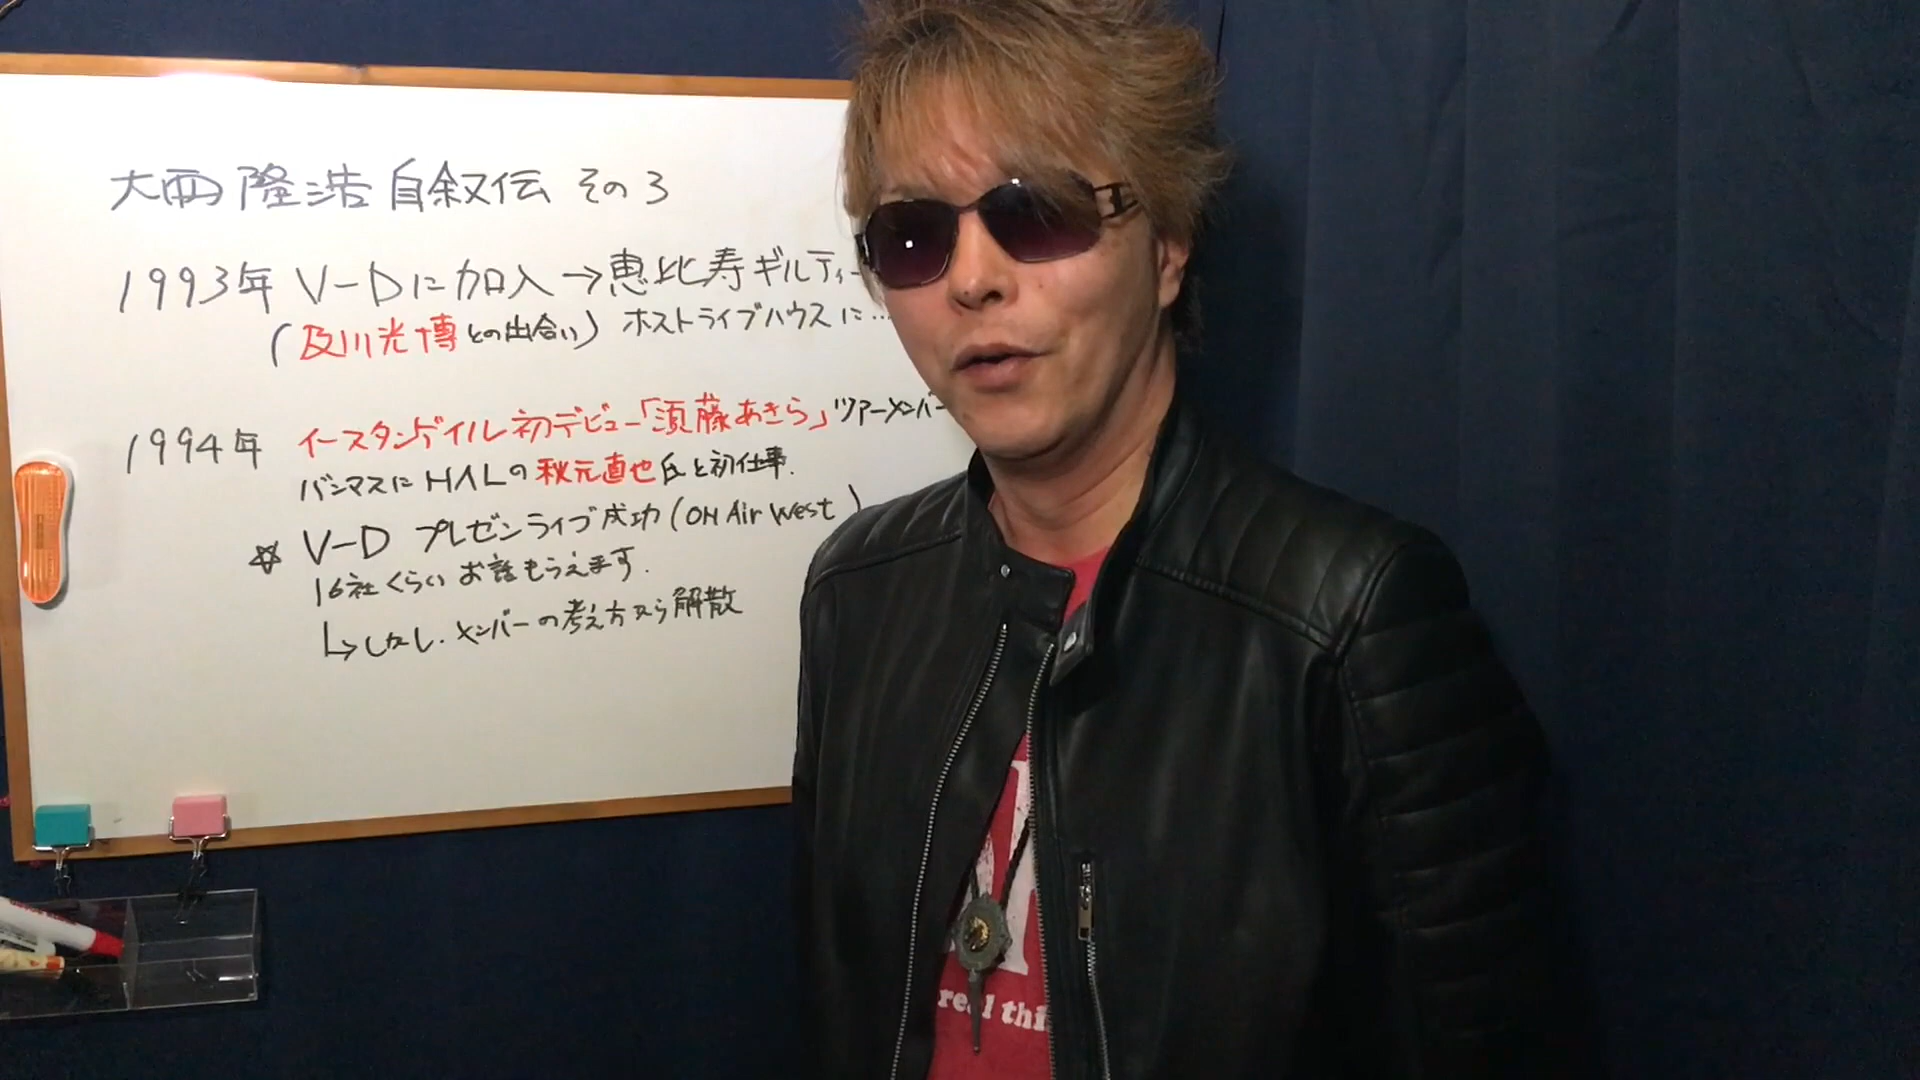 大西隆浩自叙伝 その3
1993年 V-Dに加入→恵比寿ギルティー
(及川光博との出合い) ホストライブハウスに…
1994年 イースタンゲイル初デビュー「須藤あきら」ツアーメンバー
バンマスにHALの秋元直也氏と初仕事.
☆ V-D プレゼンライブ成功(ON Air West)
16社くらいお話もらえます.
↳しかし.メンバーの考え方から解散
real thi